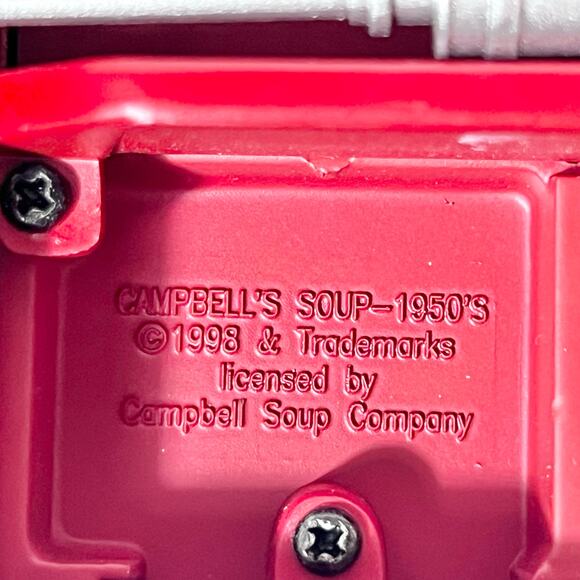 CAMPBELL'S SOUP-1950'S
©1998 & Trademarks
licensed by
Campbell Soup Company